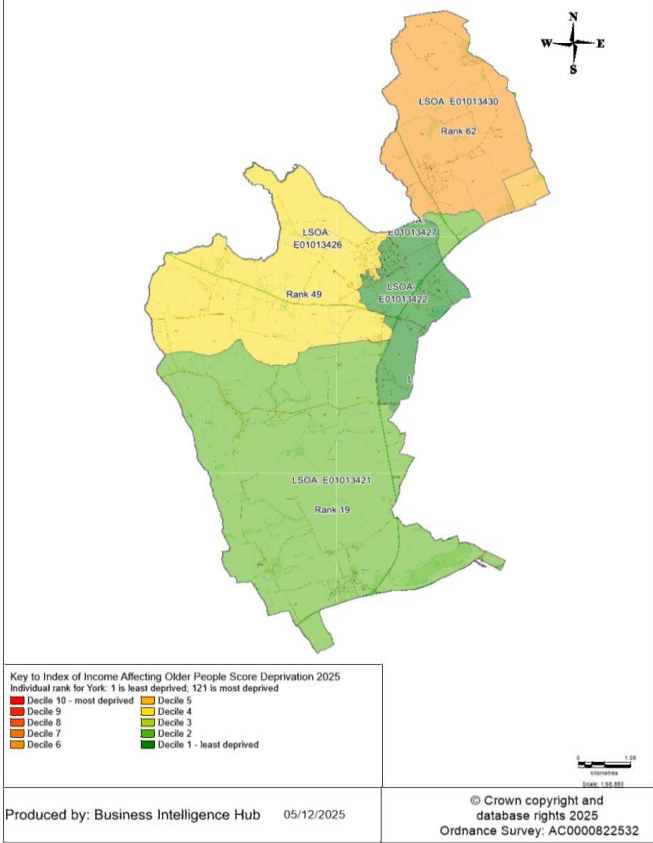 N
W E
S
LSOA: E01013430
Rank 62
E01013427
LSOA:
E01013426
LSOA:
E01013422
Rank 49
L
LSOA: E01013421
Rank 19
Key to Index of Income Affecting Older People Score Deprivation 2025
Individual rank for York: 1 is least deprived; 121 is most deprived
Decile 10 - most deprived
Decile 9
Decile 8
Decile 7
Decile 6
Decile 5
Decile 4
Decile 3
Decile 2
Decile 1 - least deprived
kilometres
Produced by: Business Intelligence Hub 05/12/2025
© Crown copyright and
database rights 2025
Ordnance Survey: AC0000822532